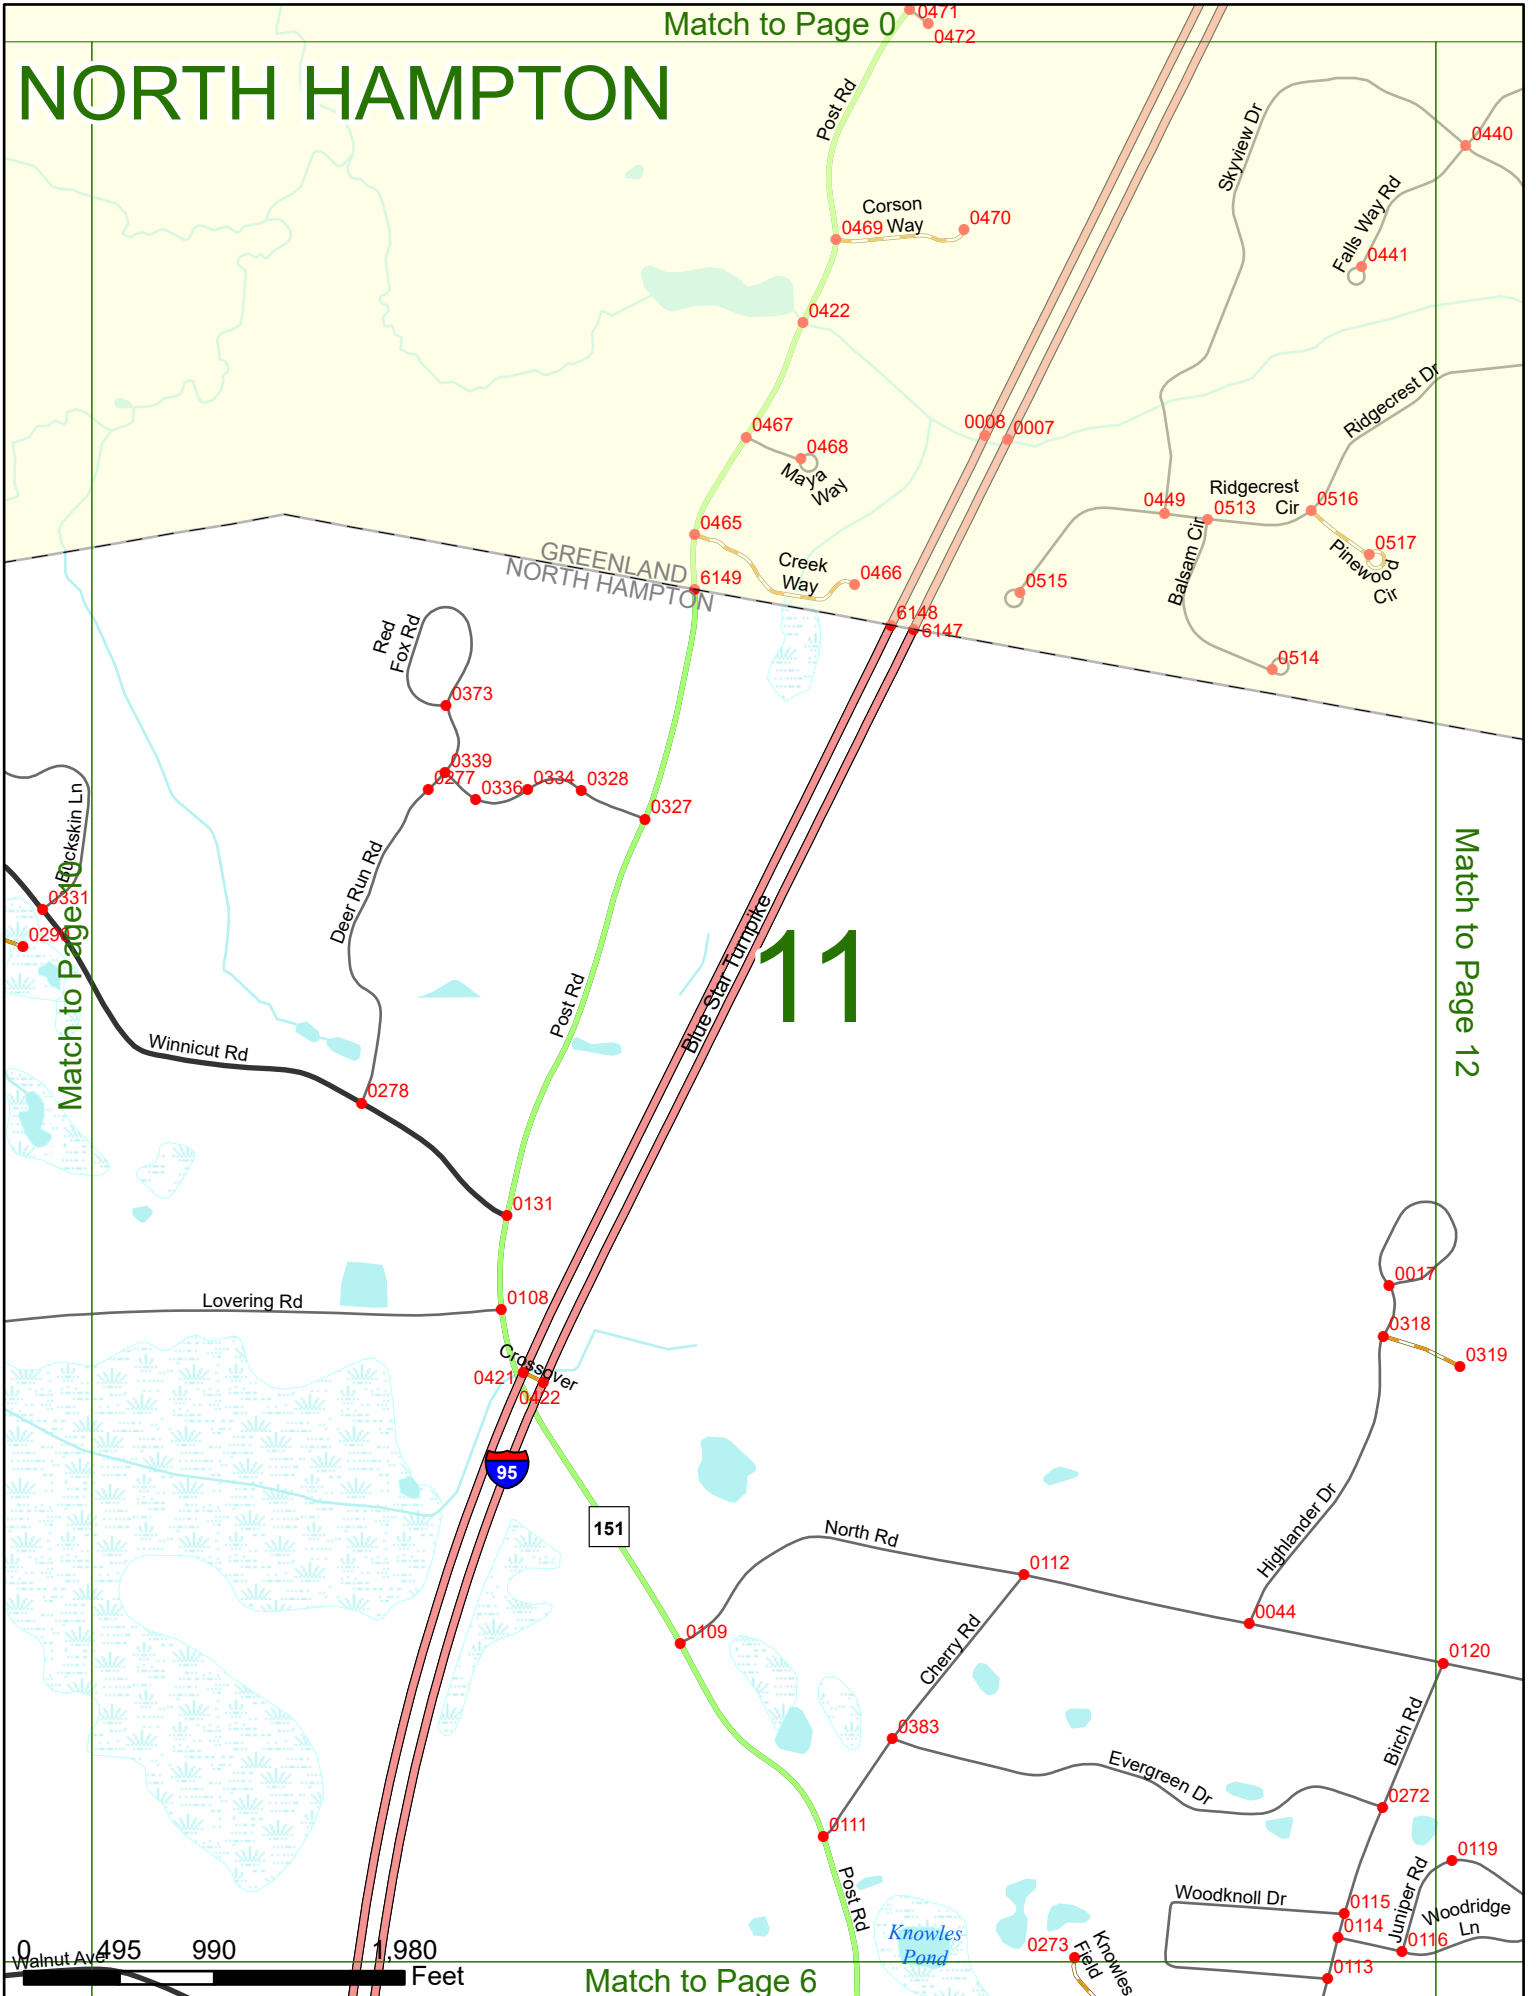 Match to Page 0
0471
0472
NORTH HAMPTON
Post Rd
Skyview Dr
0440
Falls Way Rd
Corson
Way
0469
0470
0441
0422
Ridgecrest Dr
0467
0468
Maya
Way
0008
0007
0449
Ridgecrest
Cir
0513
0516
0465
Balsam Cir
0517
Pinewood
Cir
GREENLAND
NORTH HAMPTON
Creek
Way
0466
0515
6149
6148
6147
Red
Fox Rd
0514
0373
0339
0277
0336
0334
0328
0327
Buckskin Ln
Deer Run Rd
0331
Match to Page 10
Blue Star Turnpike
11
Match to Page 12
Post Rd
Winnicut Rd
0278
0131
0017
Lovering Rd
0108
0318
0319
Crossover
0421
0422
95
151
North Rd
Highlander Dr
0112
0044
0109
Cherry Rd
0120
0383
Birch Rd
Evergreen Dr
0272
0111
0119
Post Rd
Woodknoll Dr
0115
Juniper Rd
Woodridge
Ln
0114
0116
Knowles
Pond
0273
Knowles
Field
0113
0 495 990 1,980
Walnut Ave
Feet
Match to Page 6